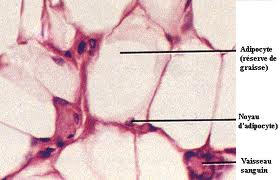 Adipocyte
(réserve de
graisse)
Noyau
d'adipocyte)
Vaisseau
sanguin